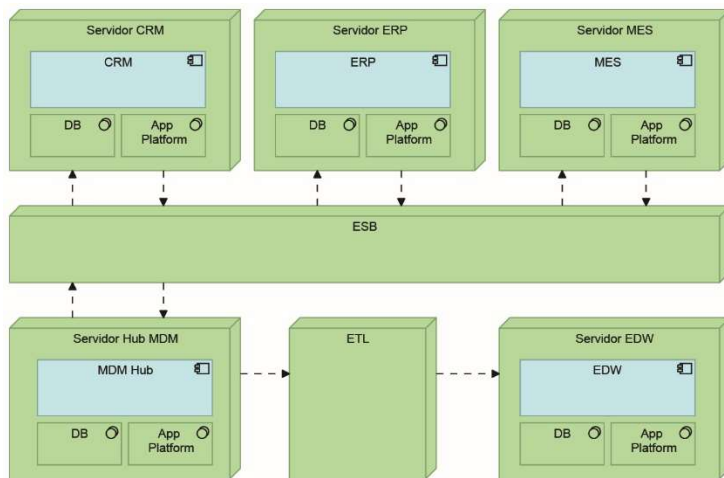 Servidor CRM
CRM
DB
App
Platform
Servidor ERP
ERP
DB
App
Platform
Servidor MES
MES
DB
App
Platform
ESB
Servidor Hub MDM
MDM Hub
DB
App
Platform
ETL
Servidor EDW
EDW
DB
App
Platform